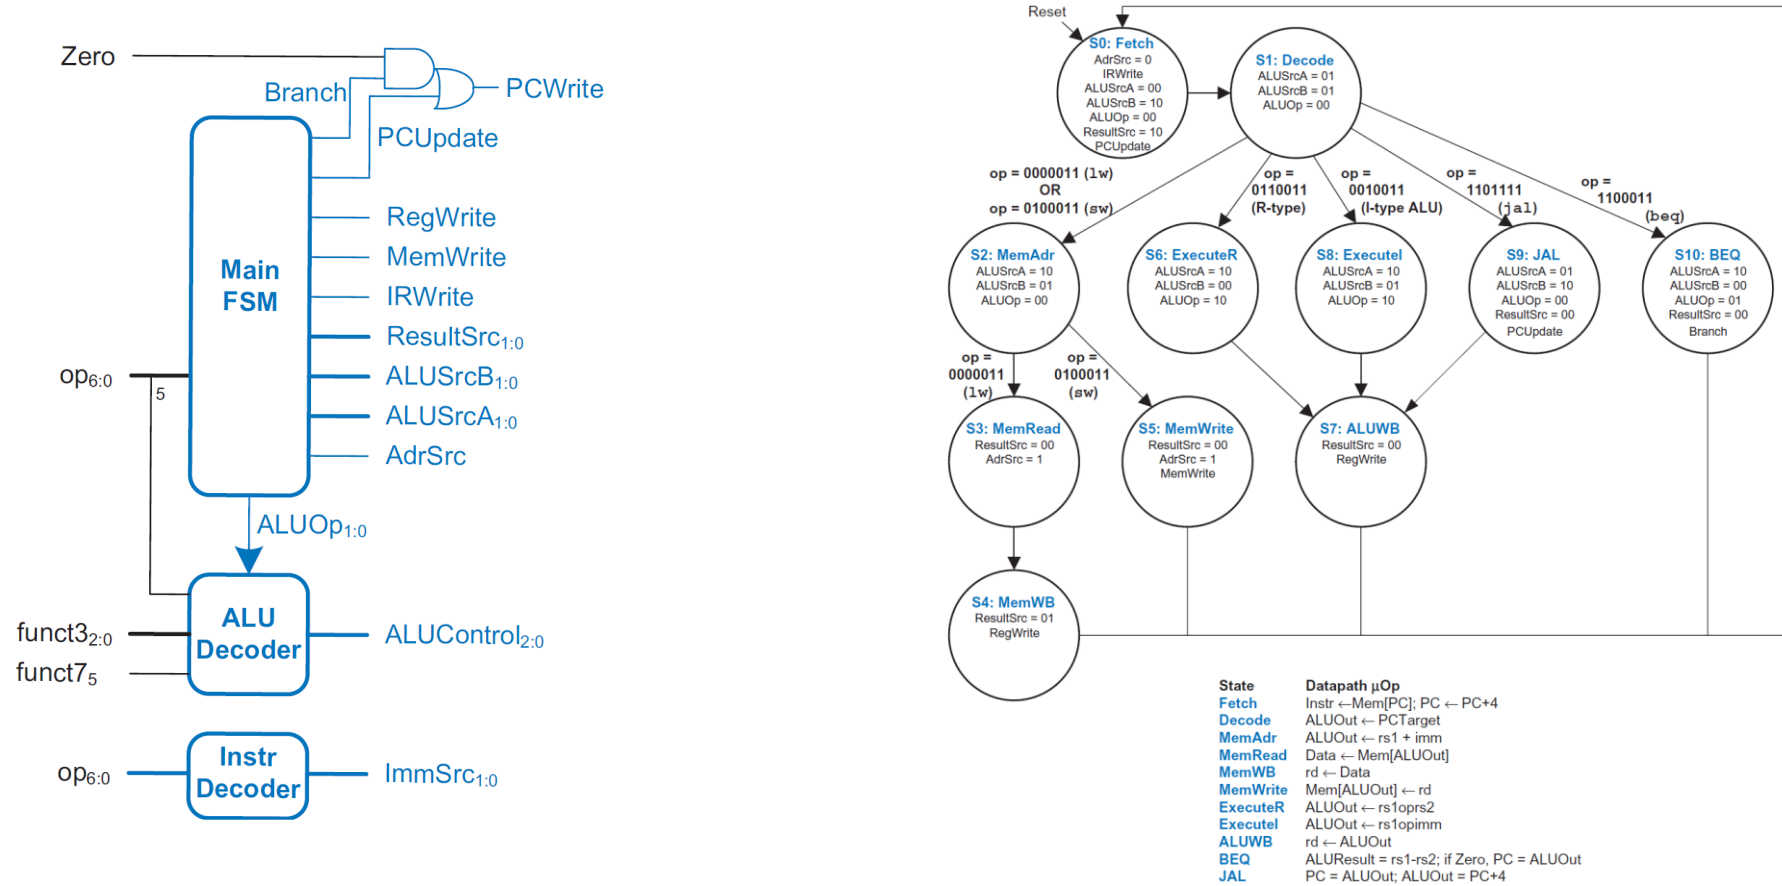 Zero
Branch
PCWrite
PCUpdate
Main
FSM
RegWrite
MemWrite
IRWrite
ResultSrc1:0
ALUSrcB1:0
ALUSrcA1:0
AdrSrc
op6:0
5
ALUOp1:0
ALU
Decoder
funct32:0
funct75
ALUControl2:0
Instr
Decoder
op6:0
ImmSrc1:0
Reset
S0: Fetch
AdrSrc = 0
IRWrite
ALUSrcA = 00
ALUSrcB = 10
ALUOp = 00
ResultSrc = 10
PCUpdate
S1: Decode
ALUSrcA = 01
ALUSrcB = 01
ALUOp = 00
op = 0000011 (lw)
OR
op = 0100011 (sw)
op =
0110011
(R-type)
op =
0010011
(I-type ALU)
op =
1101111
(jal)
op =
1100011
(beq)
S2: MemAdr
ALUSrcA = 10
ALUSrcB = 01
ALUOp = 00
S6: ExecuteR
ALUSrcA = 10
ALUSrcB = 00
ALUOp = 10
S8: ExecuteI
ALUSrcA = 10
ALUSrcB = 01
ALUOp = 10
S9: JAL
ALUSrcA = 01
ALUSrcB = 10
ALUOp = 00
ResultSrc = 00
PCUpdate
S10: BEQ
ALUSrcA = 10
ALUSrcB = 00
ALUOp = 01
ResultSrc = 00
Branch
op =
0000011
(lw)
op =
0100011
(sw)
S3: MemRead
ResultSrc = 00
AdrSrc = 1
S5: MemWrite
ResultSrc = 00
AdrSrc = 1
MemWrite
S7: ALUWB
ResultSrc = 00
RegWrite
S4: MemWB
ResultSrc = 01
RegWrite
State Datapath µOp
Fetch Instr ←Mem[PC]; PC ← PC+4
Decode ALUOut ← PCTarget
MemAdr ALUOut ← rs1 + imm
MemRead Data ← Mem[ALUOut]
MemWB rd ← Data
MemWrite Mem[ALUOut] ← rd
ExecuteR ALUOut ← rs1oprs2
ExecuteI ALUOut ← rs1opimm
ALUWB rd ← ALUOut
BEQ ALUResult = rs1-rs2; if Zero, PC = ALUOut
JAL PC = ALUOut; ALUOut = PC+4